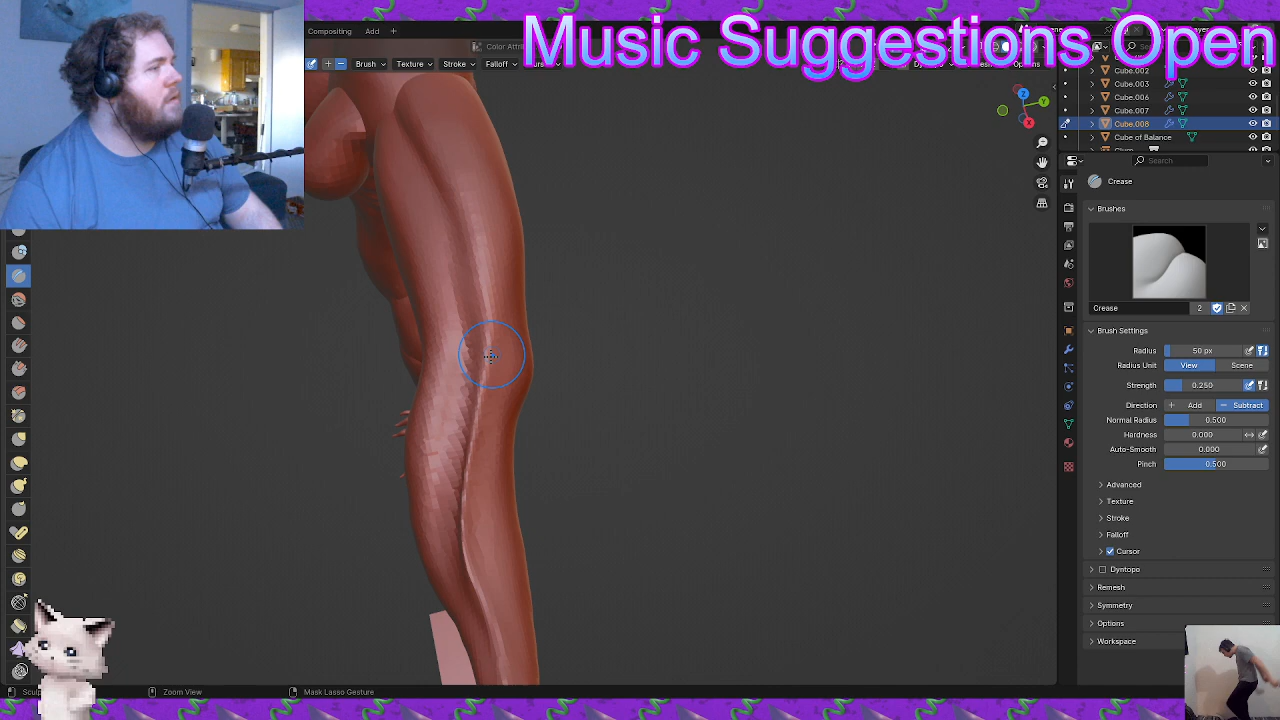 Music Suggestions Open
Compositing Add +
Color
Brush Texture Stroke Falloff
Cube.002
Cube.003
Cube.006
Cube.007
Cube.008
Cube of Balance
Z
Y
X
Search
Crease
Brushes
Crease 2
Brush Settings
Radius 50 px
Radius Unit View Scene
Strength 0.250
Direction + Add − Subtract
Normal Radius 0.500
Hardness 0.000
Auto-Smooth 0.000
Pinch 0.500
Advanced
Texture
Stroke
Falloff
Cursor
Dyntopo
Remesh
Symmetry
Options
Workspace
Zoom View
Mask Lasso Gesture